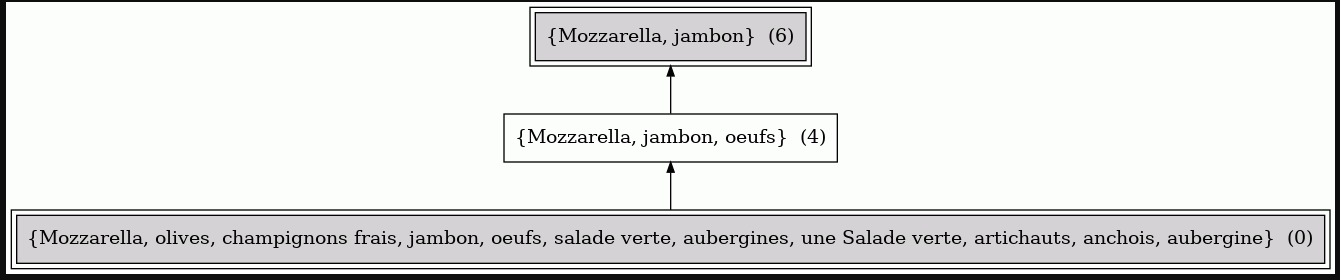 {Mozzarella, jambon} (6)
{Mozzarella, jambon, oeufs} (4)
{Mozzarella, olives, champignons frais, jambon, oeufs, salade verte, aubergines, une Salade verte, artichauts, anchois, aubergine} (0)